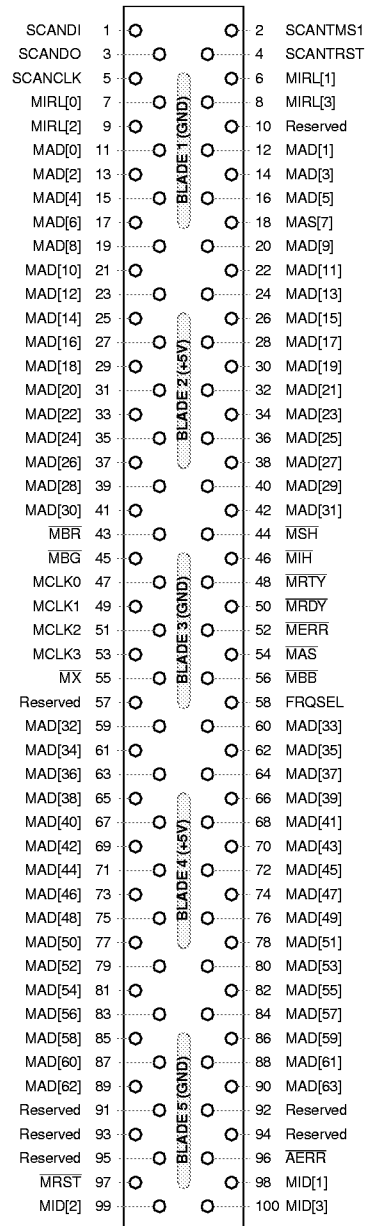 SCANDI 1 2 SCANTMS1
SCANDO 3 4 SCANTRST
SCANCLK 5 6 MIRL[1]
MIRL[0] 7 8 MIRL[3]
MIRL[2] 9 10 Reserved
MAD[0] 11 12 MAD[1]
MAD[2] 13 14 MAD[3]
MAD[4] 15 16 MAD[5]
MAD[6] 17 18 MAS[7]
BLADE 1 (GND)
MAD[8] 19 20 MAD[9]
MAD[10] 21 22 MAD[11]
MAD[12] 23 24 MAD[13]
MAD[14] 25 26 MAD[15]
MAD[16] 27 28 MAD[17]
MAD[18] 29 30 MAD[19]
MAD[20] 31 32 MAD[21]
MAD[22] 33 34 MAD[23]
MAD[24] 35 36 MAD[25]
MAD[26] 37 38 MAD[27]
BLADE 2 (+5V)
MAD[28] 39 40 MAD[29]
MAD[30] 41 42 MAD[31]
MBR 43 44 MSH
MBG 45 46 MIH
MCLK0 47 48 MRTY
MCLK1 49 50 MRDY
MCLK2 51 52 MERR
MCLK3 53 54 MAS
MX 55 56 MBB
Reserved 57 58 FRQSEL
BLADE 3 (GND)
MAD[32] 59 60 MAD[33]
MAD[34] 61 62 MAD[35]
MAD[36] 63 64 MAD[37]
MAD[38] 65 66 MAD[39]
MAD[40] 67 68 MAD[41]
MAD[42] 69 70 MAD[43]
MAD[44] 71 72 MAD[45]
MAD[46] 73 74 MAD[47]
MAD[48] 75 76 MAD[49]
MAD[50] 77 78 MAD[51]
BLADE 4 (+5V)
MAD[52] 79 80 MAD[53]
MAD[54] 81 82 MAD[55]
MAD[56] 83 84 MAD[57]
MAD[58] 85 86 MAD[59]
MAD[60] 87 88 MAD[61]
MAD[62] 89 90 MAD[63]
Reserved 91 92 Reserved
Reserved 93 94 Reserved
Reserved 95 96 AERR
MRST 97 98 MID[1]
BLADE 5 (GND)
MID[2] 99 100 MID[3]